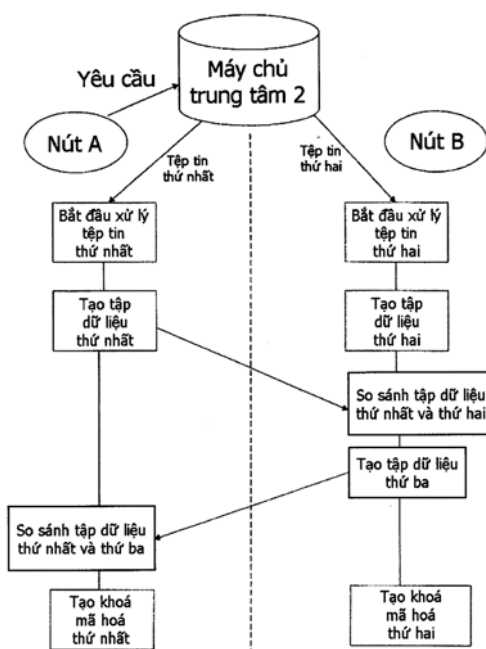 Máy chủ
trung tâm 2
Yêu cầu
Nút A
Nút B
Tệp tin
thứ nhất
Tệp tin
thứ hai
Bắt đầu xử lý
tệp tin
thứ nhất
Bắt đầu xử lý
tệp tin
thứ hai
Tạo tập
dữ liệu
thứ nhất
Tạo tập
dữ liệu
thứ hai
So sánh tập dữ liệu
thứ nhất và thứ hai
Tạo tập dữ liệu
thứ ba
So sánh tập dữ liệu
thứ nhất và thứ ba
Tạo khoá
mã hoá
thứ nhất
Tạo khoá
mã hoá
thứ hai